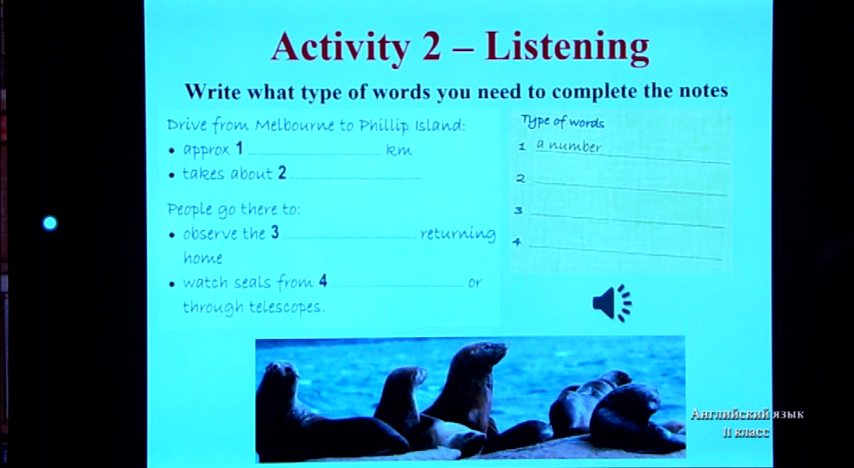 Activity 2 – Listening
Write what type of words you need to complete the notes
Drive from Melbourne to Phillip Island:
• approx 1 km
• takes about 2
People go there to:
• observe the 3 returning
home
• watch seals from 4 or
through telescopes.
Type of words
1 a number
2
3
4
Английский язык
11 класс